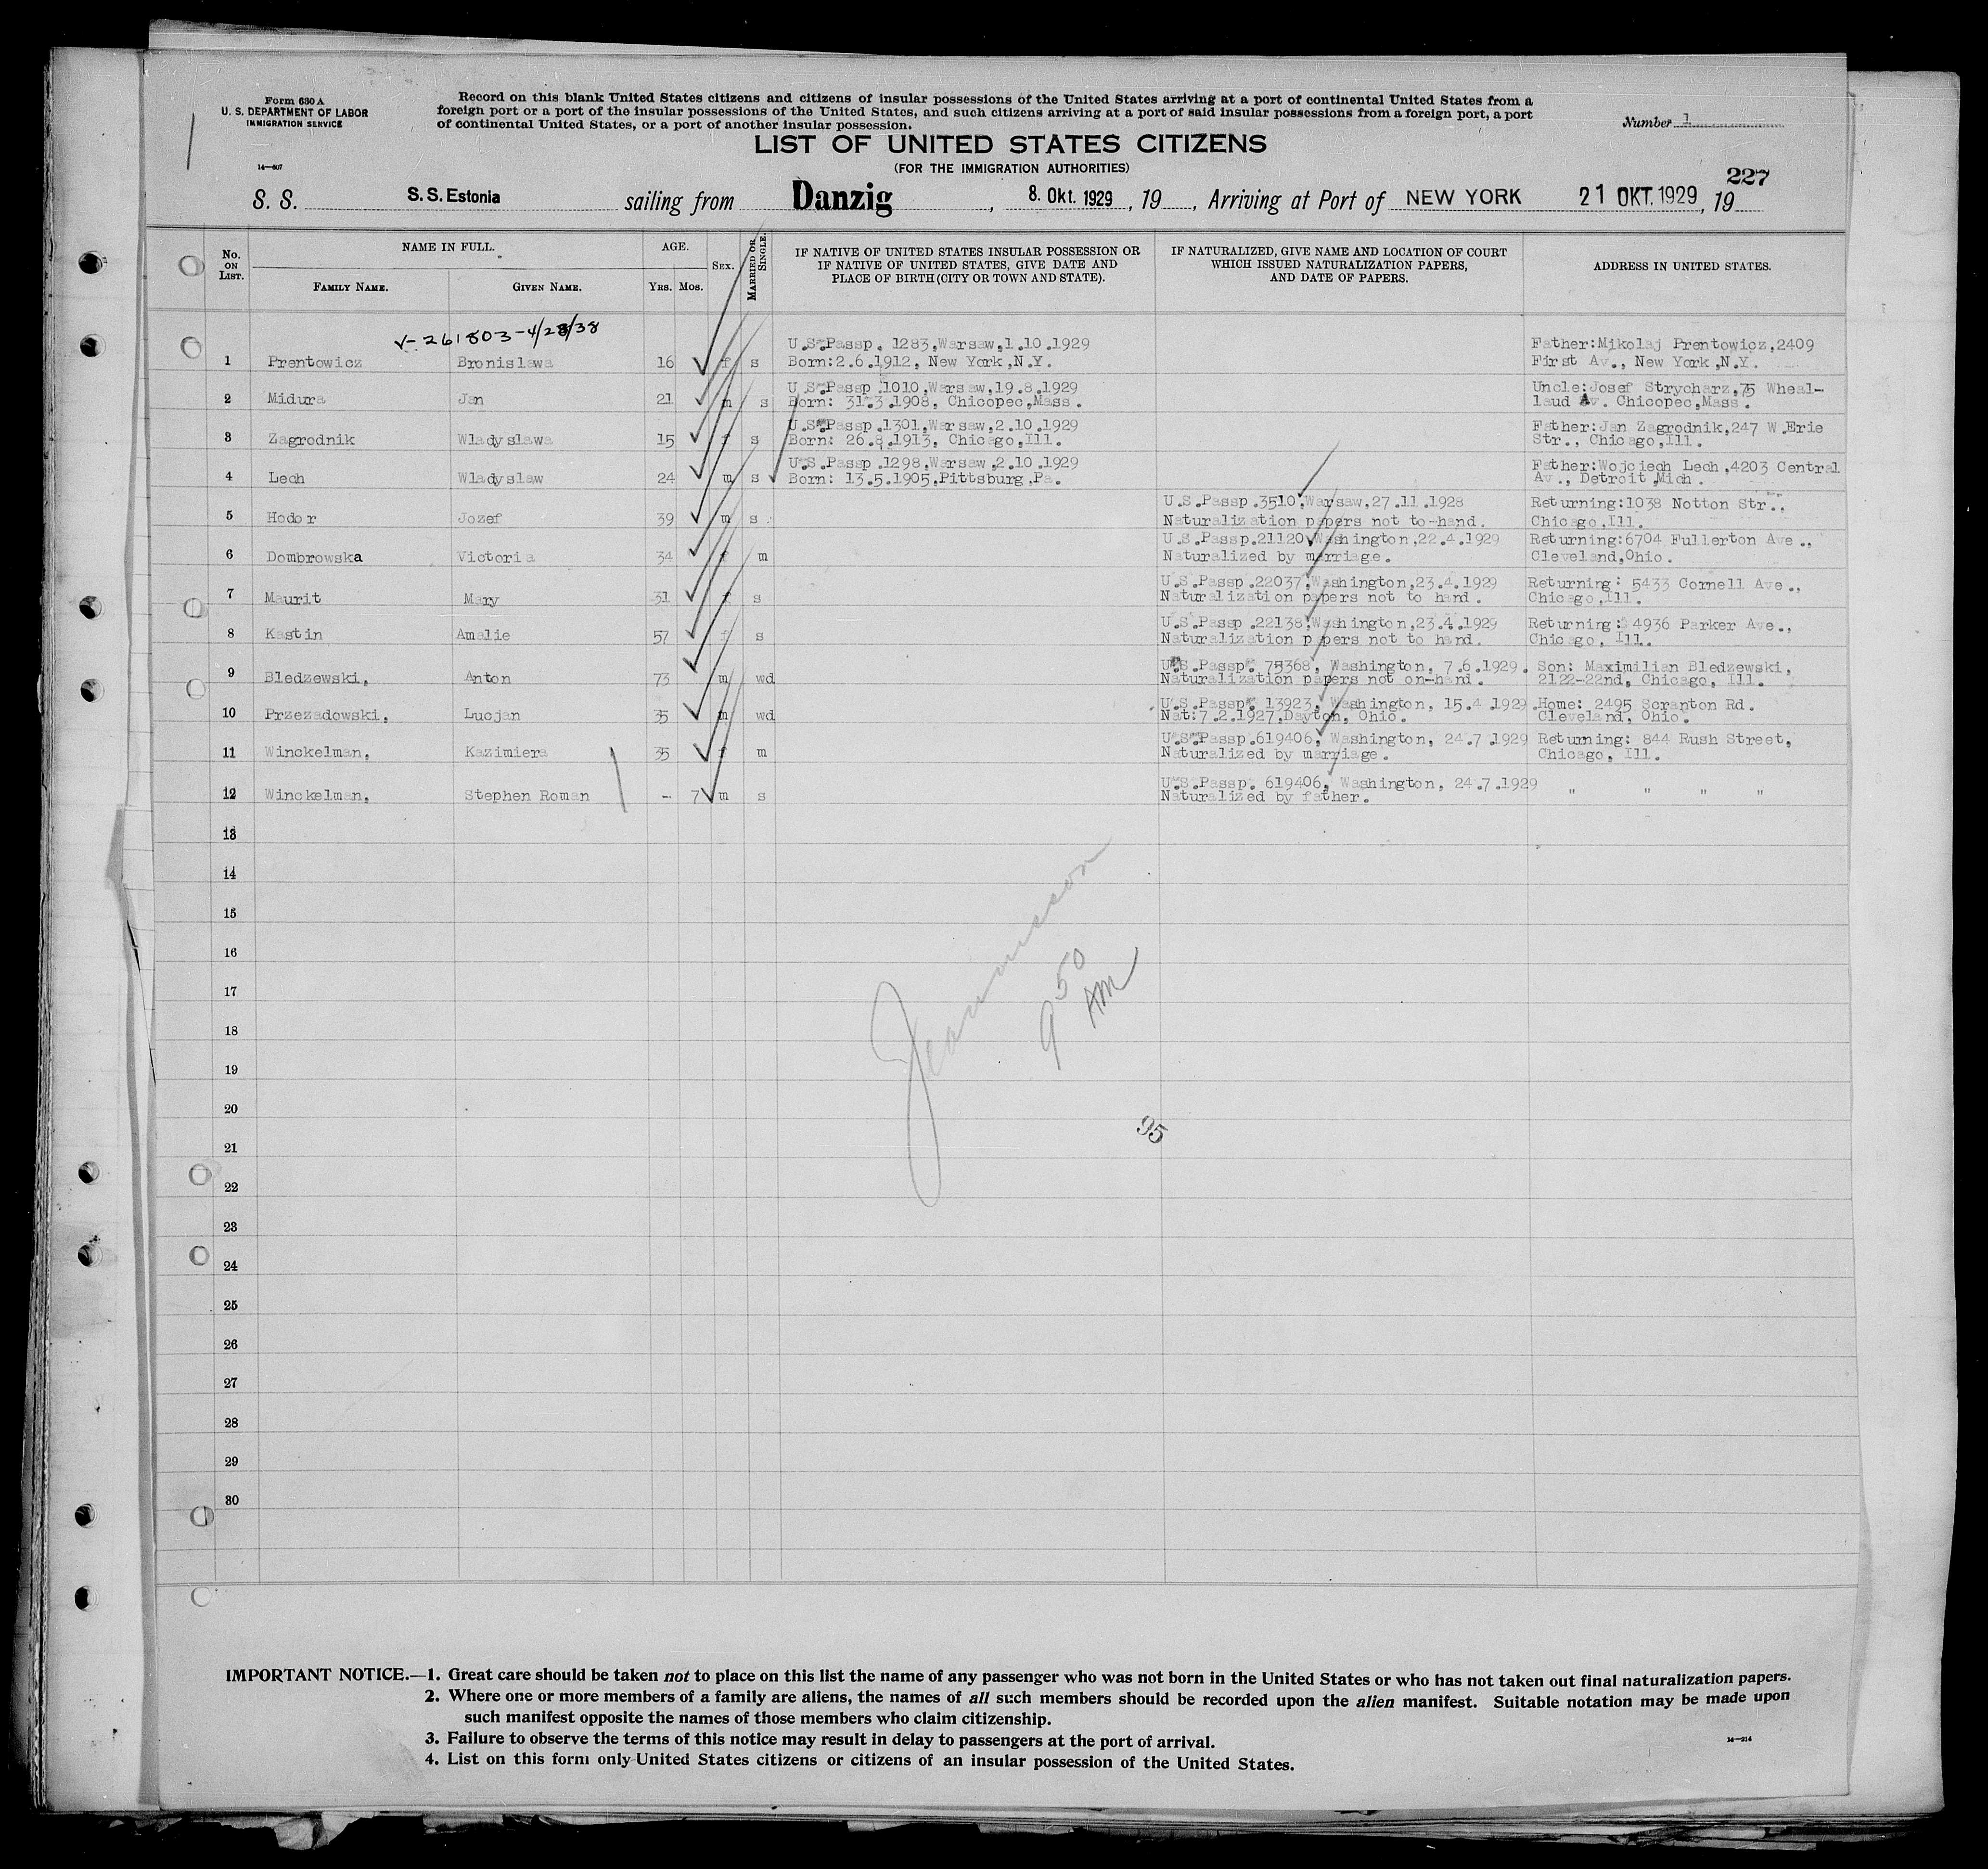 Form 630 A
U. S. DEPARTMENT OF LABOR
IMMIGRATION SERVICE
14—607
Record on this blank United States citizens and citizens of insular possessions of the United States arriving at a port of continental United States from a
foreign port or a port of the insular possessions of the United States, and such citizens arriving at a port of said insular possessions from a foreign port, a port
of continental United States, or a port of another insular possession.
Number 1
LIST OF UNITED STATES CITIZENS
(FOR THE IMMIGRATION AUTHORITIES)
227
S. S. S. S. Estonia sailing from Danzig, 8. Okt. 1929, 19, Arriving at Port of NEW YORK 21 OKT. 1929, 19
No. ON LIST. NAME IN FULL. FAMILY NAME. GIVEN NAME. AGE. YRS. MOS. SEX. MARRIED OR SINGLE. IF NATIVE OF UNITED STATES INSULAR POSSESSION OR IF NATIVE OF UNITED STATES, GIVE DATE AND PLACE OF BIRTH (CITY OR TOWN AND STATE). IF NATURALIZED, GIVE NAME AND LOCATION OF COURT WHICH ISSUED NATURALIZATION PAPERS, AND DATE OF PAPERS. ADDRESS IN UNITED STATES.
V-261803-4/28/38
U.S.Passp. 1283,Warsaw,1.10.1929 Father:Mikolaj Prentowicz,2409
1 Prentowicz Bronislawa 16 f s Born:2.6.1912, New York,N.Y. First Av., New York,N.Y.
U.S.Passp.1010,Warsaw,19.8.1929 Uncle:Josef Strycharz,75 Wheal-
2 Midura Jan 21 m s Born: 31.3.1908, Chicopec,Mass. laud Av. Chicopec,Mass.
U.S.Passp.1301,Warsaw,2.10.1929 Father:Jan Zagrodnik,247 W.Erie
3 Zagrodnik Wladyslawa 15 f s Born: 26.8.1913, Chicago,Ill. Str., Chicago,Ill.
U.S.Passp.1298,Warsaw,2.10.1929 Father:Wojciech Lech,4203 Central
4 Lech Wladyslaw 24 m s Born: 13.5.1905,Pittsburg,Pa. Av., Detroit,Mich.
U.S.Passp.3510,Warsaw,27.11.1928 Returning:1038 Notton Str.,
5 Hodor Jozef 39 m s. Naturalization papers not to-hand. Chicago,Ill.
U.S.Passp.21120,Washington,22.4.1929 Returning:6704 Fullerton Ave.,
6 Dombrowska Victoria 34 f m Naturalized by marriage. Cleveland,Ohio.
U.S.Passp.22037,Washington,23.4.1929 Returning: 5433 Cornell Ave.,
7 Maurit Mary 31 f s Naturalization papers not to hand. Chicago,Ill.
U.S.Passp.22138,Washington,23.4.1929 Returning: 4936 Parker Ave.,
8 Kastin Amalie 57 f s Naturalization papers not to hand. Chicago, Ill.
U.S.Passp. 75368, Washington, 7.6.1929. Son: Maximilian Bledzewski,
9 Bledzewski, Anton 73 m wd Naturalization papers not on-hand. 2122-22nd, Chicago, Ill.
U.S.Passp. 13923, Washington, 15.4.1929. Home: 2495 Scranton Rd.
10 Przezadowski, Lucjan 35 m wd Nat:7.2.1927,Dayton, Ohio. Cleveland, Ohio.
U.S.Passp.619406, Washington, 24.7.1929 Returning: 844 Rush Street,
11 Winckelman, Kazimiera 35 f m Naturalized by marriage. Chicago, Ill.
U.S.Passp. 619406, Washington, 24.7.1929
12 Winckelman, Stephen Roman - 7 m s Naturalized by father. " " " "
13
14
15
16
17
18
19
9 50 AM
20
21
95
22
23
24
25
26
27
28
29
30
IMPORTANT NOTICE.—1. Great care should be taken not to place on this list the name of any passenger who was not born in the United States or who has not taken out final naturalization papers.
2. Where one or more members of a family are aliens, the names of all such members should be recorded upon the alien manifest. Suitable notation may be made upon
such manifest opposite the names of those members who claim citizenship.
3. Failure to observe the terms of this notice may result in delay to passengers at the port of arrival.
4. List on this form only United States citizens or citizens of an insular possession of the United States.
14—214